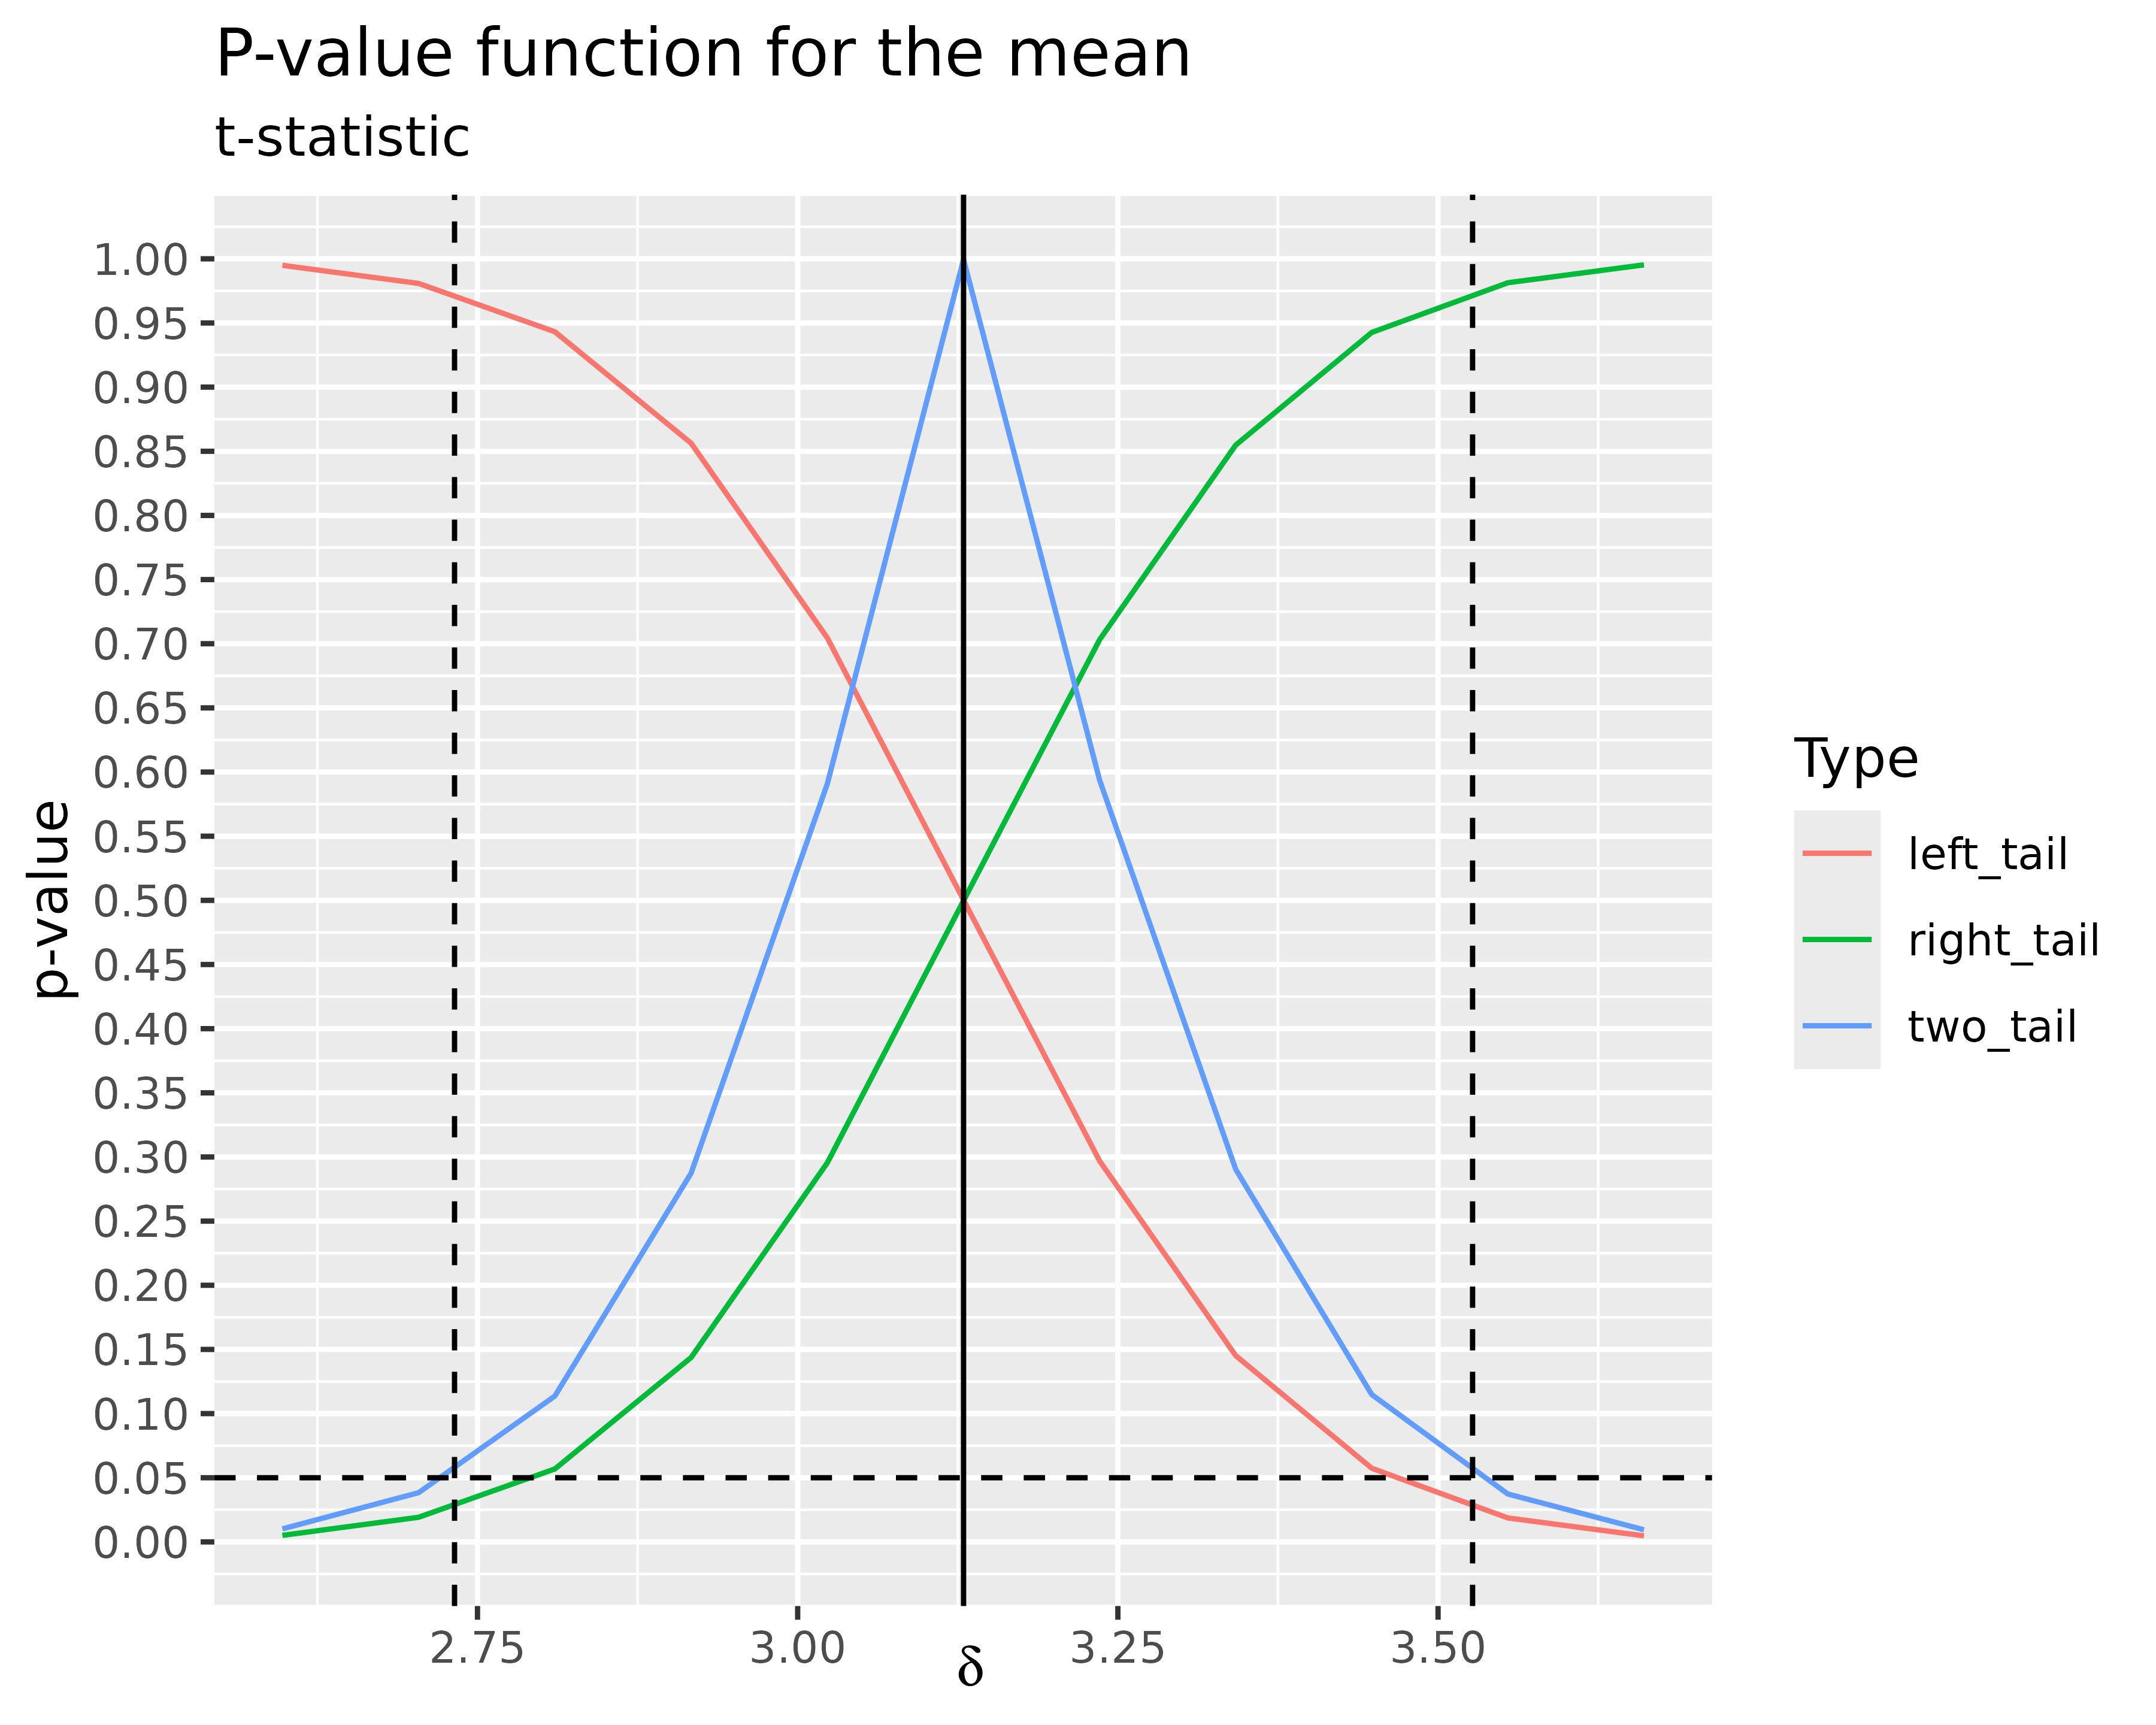 P-value function for the mean
t-statistic
p-value
1.00
0.95
0.90
0.85
0.80
0.75
0.70
0.65
0.60
0.55
0.50
0.45
0.40
0.35
0.30
0.25
0.20
0.15
0.10
0.05
0.00
2.75 3.00 3.25 3.50
δ
Type
left_tail
right_tail
two_tail